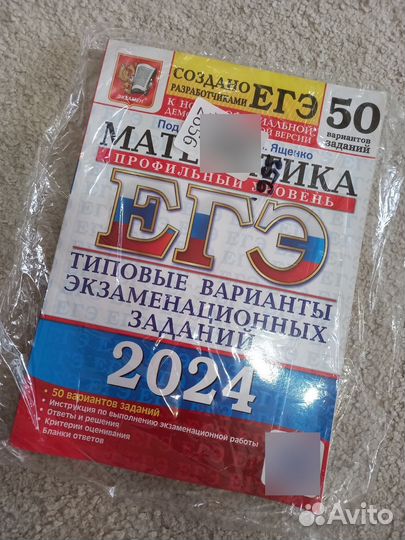 ЭКЗАМЕН
СОЗДАНО
РАЗРАБОТЧИКАМИ
ЕГЭ
50
вариантов
заданий
Ященко
ПРОФИЛЬНЫЙ УРОВЕНЬ
ЕГЭ
ТИПОВЫЕ ВАРИАНТЫ
ЭКЗАМЕНАЦИОННЫХ
ЗАДАНИЙ
2024
• 50 вариантов заданий
• Инструкция по выполнению экзаменационной работы
• Ответы и решения
Критерии оценивания
Бланки ответов
Avito